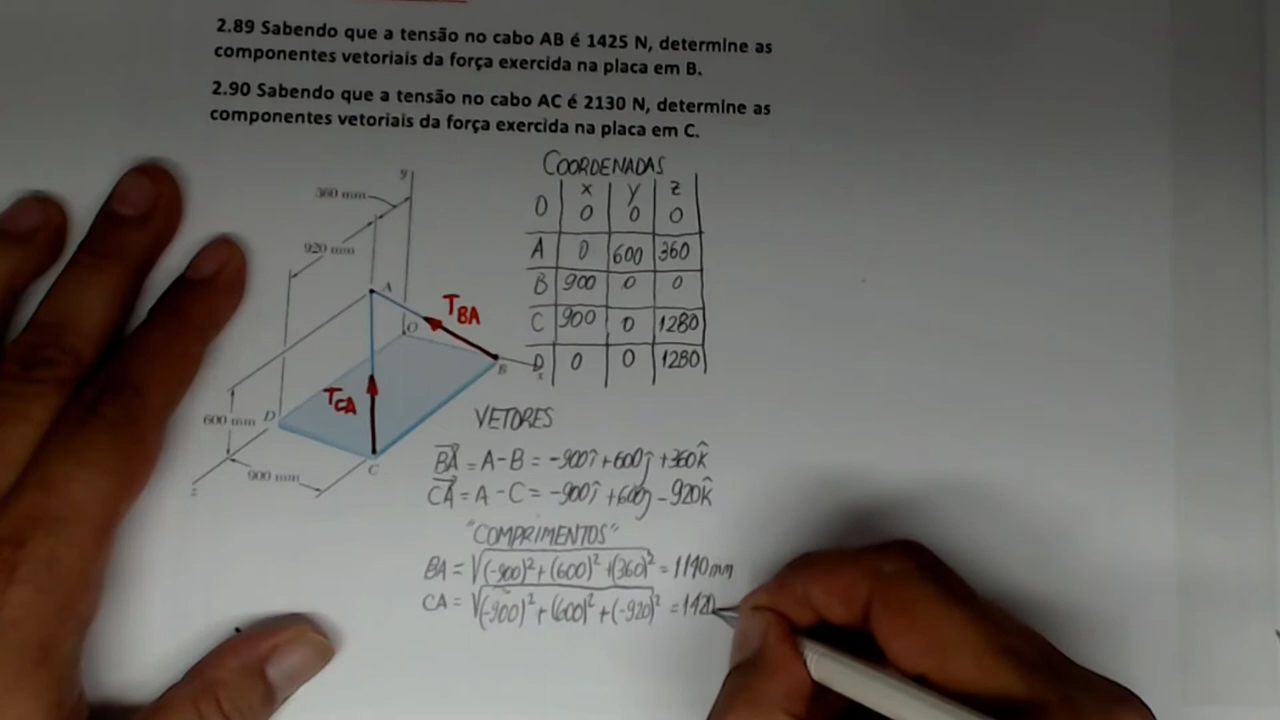 2.89 Sabendo que a tensão no cabo AB é 1425 N, determine as
componentes vetoriais da força exercida na placa em B.
2.90 Sabendo que a tensão no cabo AC é 2130 N, determine as
componentes vetoriais da força exercida na placa em C.
COORDENADAS
x y z
O 0 0 0
A 0 600 360
B 900 0 0
C 900 0 1280
D 0 0 1280
y
360 mm
920 mm
A
TBA
O
B
x
TCA
600 mm
D
C
900 mm
z
VETORES
BA = A - B = -900î + 600ĵ + 360k̂
CA = A - C = -900î + 600ĵ - 920k̂
"COMPRIMENTOS"
BA = √(-900)² + (600)² + (360)² = 1140 mm
CA = √(-900)² + (600)² + (-920)² = 1420